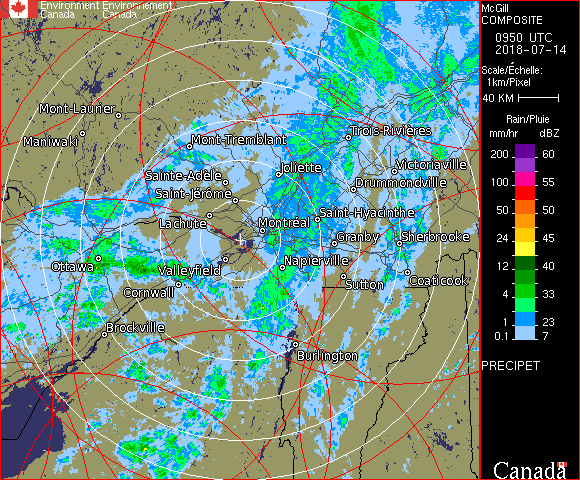 Environment Environnement
Canada Canada
McGill
COMPOSITE
0950 UTC
2018-07-14
Scale/Échelle:
1km/Pixel
40 KM
Rain/Pluie
mm/hr dBZ
200 60
100 55
50 50
24 45
12 40
4 33
1 23
0.1 7
PRECIPET
Canada
Mont-Laurier
Maniwaki
Mont-Tremblant
Trois-Rivières
Joliette
Victoriaville
Sainte-Adèle
Drummondville
Saint-Jérôme
Saint-Hyacinthe
Lachute
Montréal
Granby
Sherbrooke
Ottawa
Valleyfield
Napierville
Coaticook
Cornwall
Sutton
Brockville
Burlington